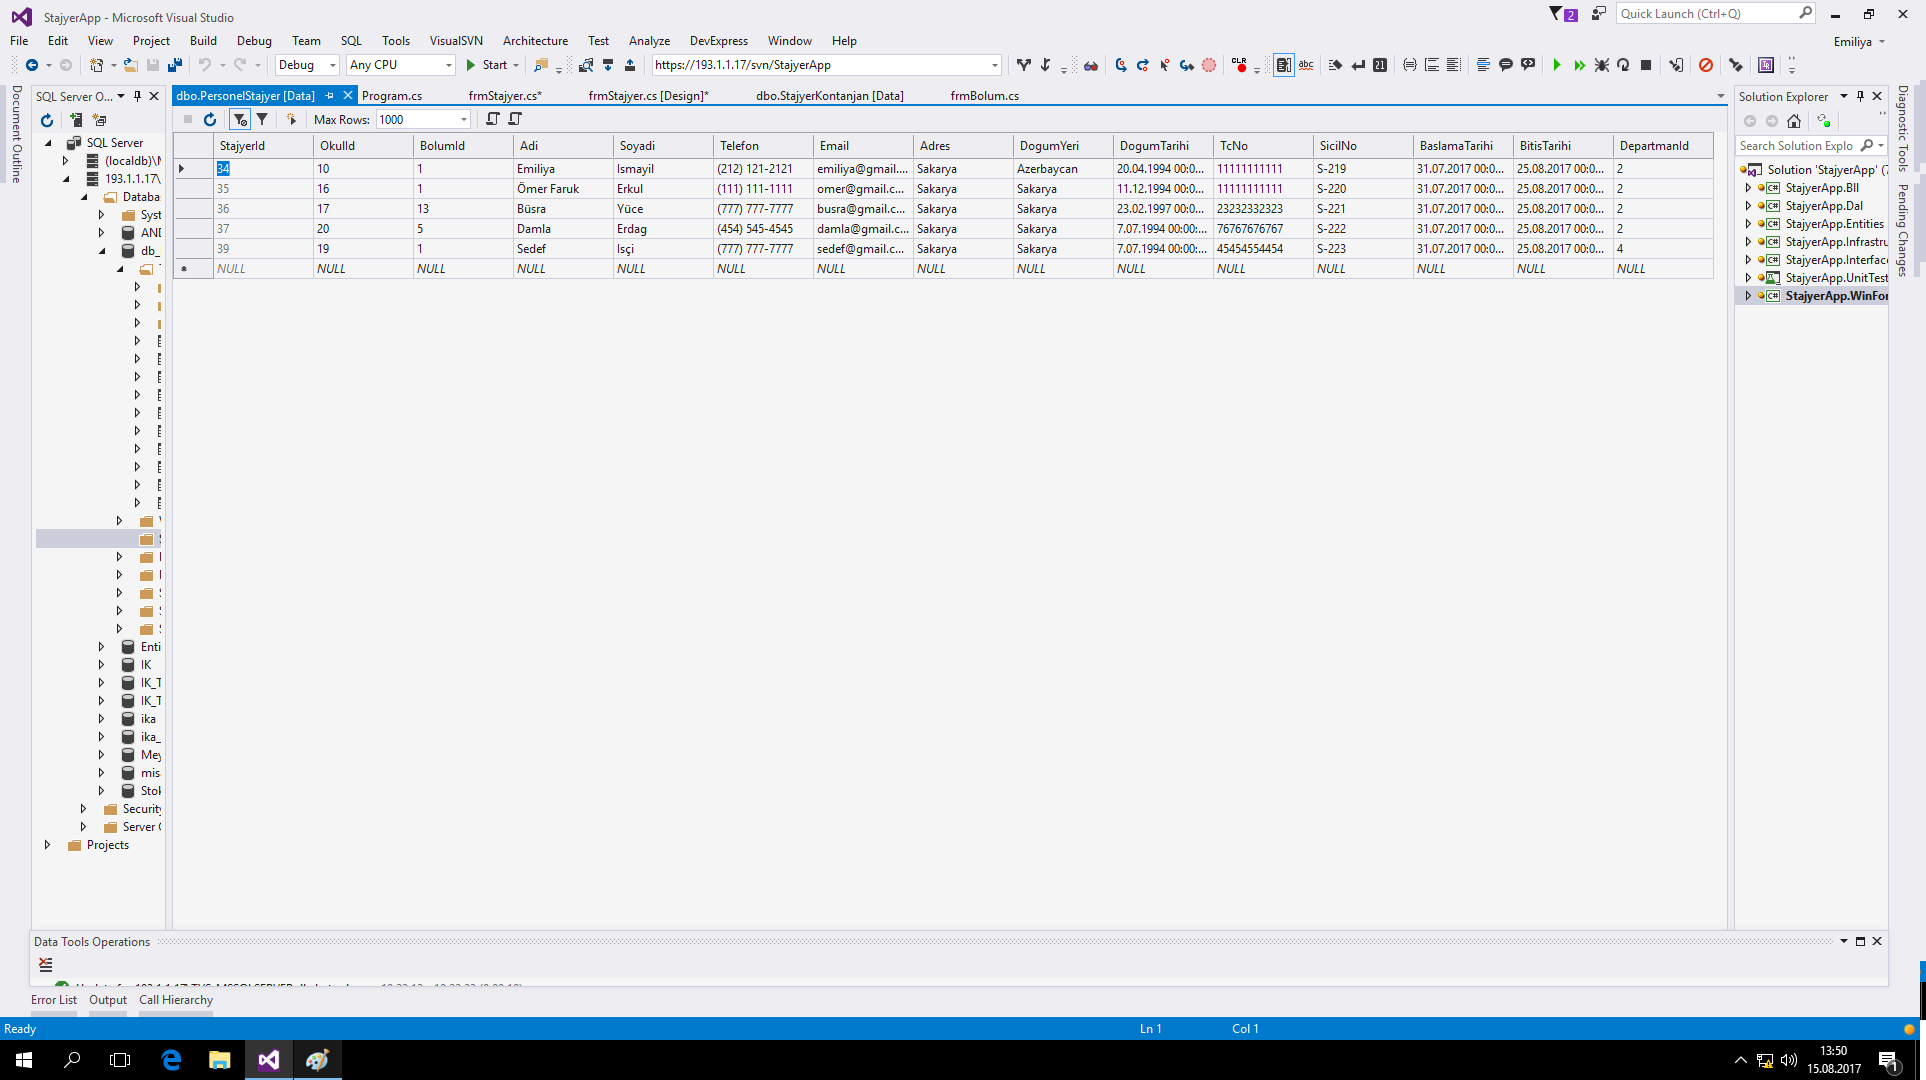 StajyerApp - Microsoft Visual Studio
2
Quick Launch (Ctrl+Q)
File Edit View Project Build Debug Team SQL Tools VisualSVN Architecture Test Analyze DevExpress Window Help
Emiliya
Debug Any CPU Start https://193.1.1.17/svn/StajyerApp
Document Outline
SQL Server O...
SQL Server
(localdb)\
193.1.1.17\
Databa
Syst
db_
Enti
IK
IK_T
IK_T
ika
ika_
mis
Stok
Security
Server
Projects
dbo.PersonelStajyer [Data] Program.cs frmStajyer.cs* frmStajyer.cs [Design]* dbo.StajyerKontanjan [Data] frmBolum.cs
Max Rows: 1000
StajyerId OkulId BolumId Adi Soyadi Telefon Email Adres DogumYeri DogumTarihi TcNo SicilNo BaslamaTarihi BitisTarihi DepartmanId
34 10 1 Emiliya Ismayil (212) 121-2121 emiliya@gmail.... Sakarya Azerbaycan 20.04.1994 00:0... 11111111111 S-219 31.07.2017 00:0... 25.08.2017 00:0... 2
35 16 1 Ömer Faruk Erkul (111) 111-1111 omer@gmail.c... Sakarya Sakarya 11.12.1994 00:0... 11111111111 S-220 31.07.2017 00:0... 25.08.2017 00:0... 2
36 17 13 Büsra Yüce (777) 777-7777 busra@gmail.c... Sakarya Sakarya 23.02.1997 00:0... 23232332323 S-221 31.07.2017 00:0... 25.08.2017 00:0... 2
37 20 5 Damla Erdag (454) 545-4545 damla@gmail.c... Sakarya Sakarya 7.07.1994 00:00:... 76767676767 S-222 31.07.2017 00:0... 25.08.2017 00:0... 2
39 19 1 Sedef Isçi (777) 777-7777 sedef@gmail.c... Sakarya Sakarya 7.07.1994 00:00:... 45454554454 S-223 31.07.2017 00:0... 25.08.2017 00:0... 4
NULL NULL NULL NULL NULL NULL NULL NULL NULL NULL NULL NULL NULL NULL NULL
Solution Explorer
Search Solution Explo
Solution 'StajyerApp' (7
StajyerApp.Bll
StajyerApp.Dal
StajyerApp.Entities
StajyerApp.Infrastru
StajyerApp.Interface
StajyerApp.UnitTest
StajyerApp.WinFor
Diagnostic Tools
Pending Changes
Data Tools Operations
Error List Output Call Hierarchy
Ready Ln 1 Col 1
13:50
15.08.2017
1